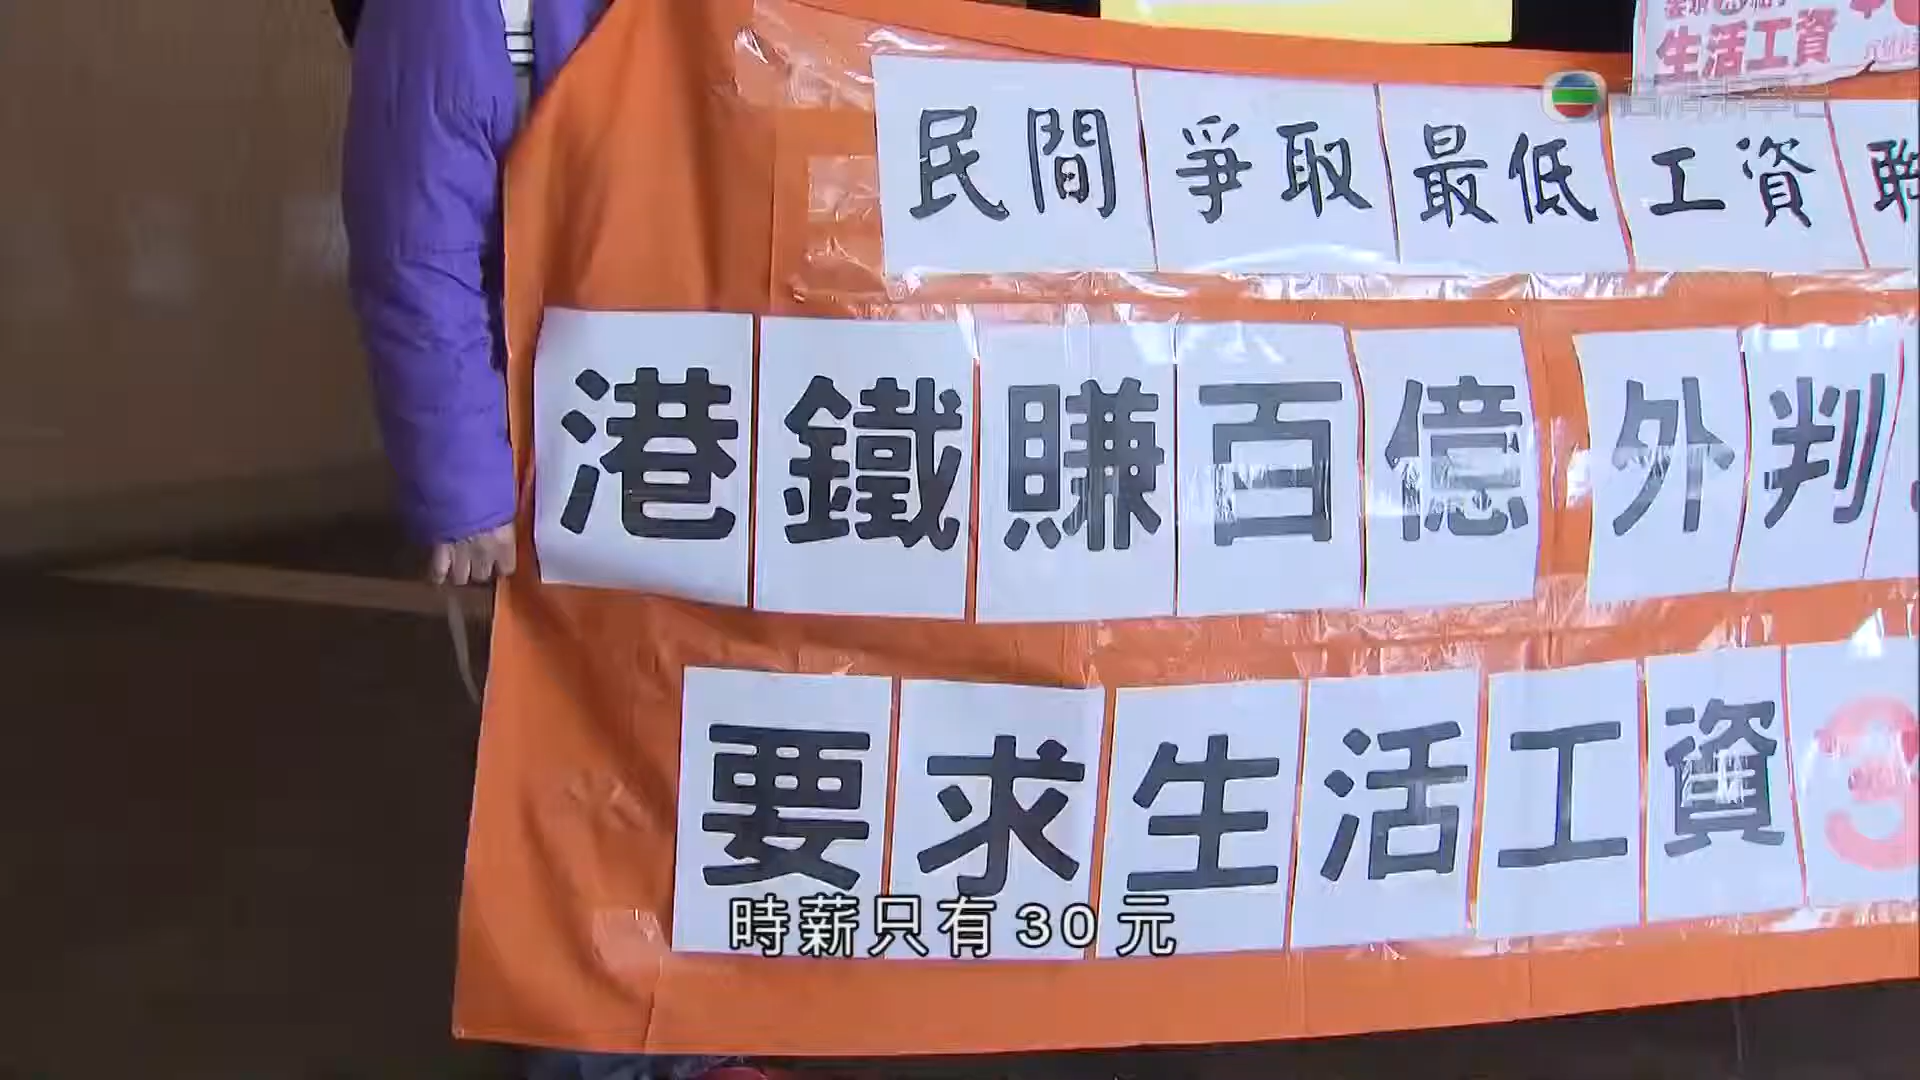 生活工資
民間爭取最低工資
港鐵賺百億 外判
要求生活工資 3
時薪只有30元